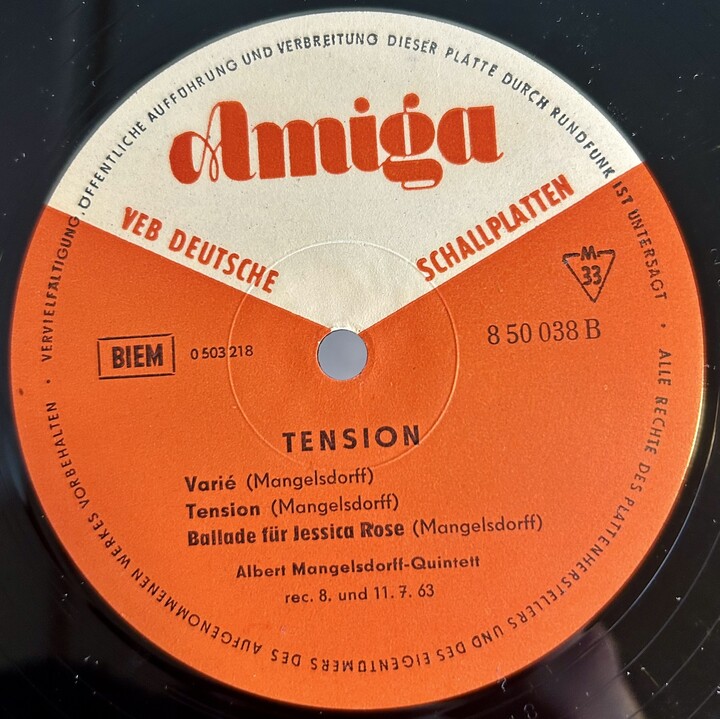 ALLE RECHTE DES PLATTENHERSTELLERS UND DES EIGENTÜMERS DES AUFGENOMMENEN WERKES VORBEHALTEN · VERVIELFÄLTIGUNG, ÖFFENTLICHE AUFFÜHRUNG UND VERBREITUNG DIESER PLATTE DURCH RUNDFUNK IST UNTERSAGT ·
Amiga
VEB DEUTSCHE SCHALLPLATTEN
M
33
BIEM 0 503 218
8 50 038 B
TENSION
Varié (Mangelsdorff)
Tension (Mangelsdorff)
Ballade für Jessica Rose (Mangelsdorff)
Albert Mangelsdorff-Quintett
rec. 8. und 11. 7. 63